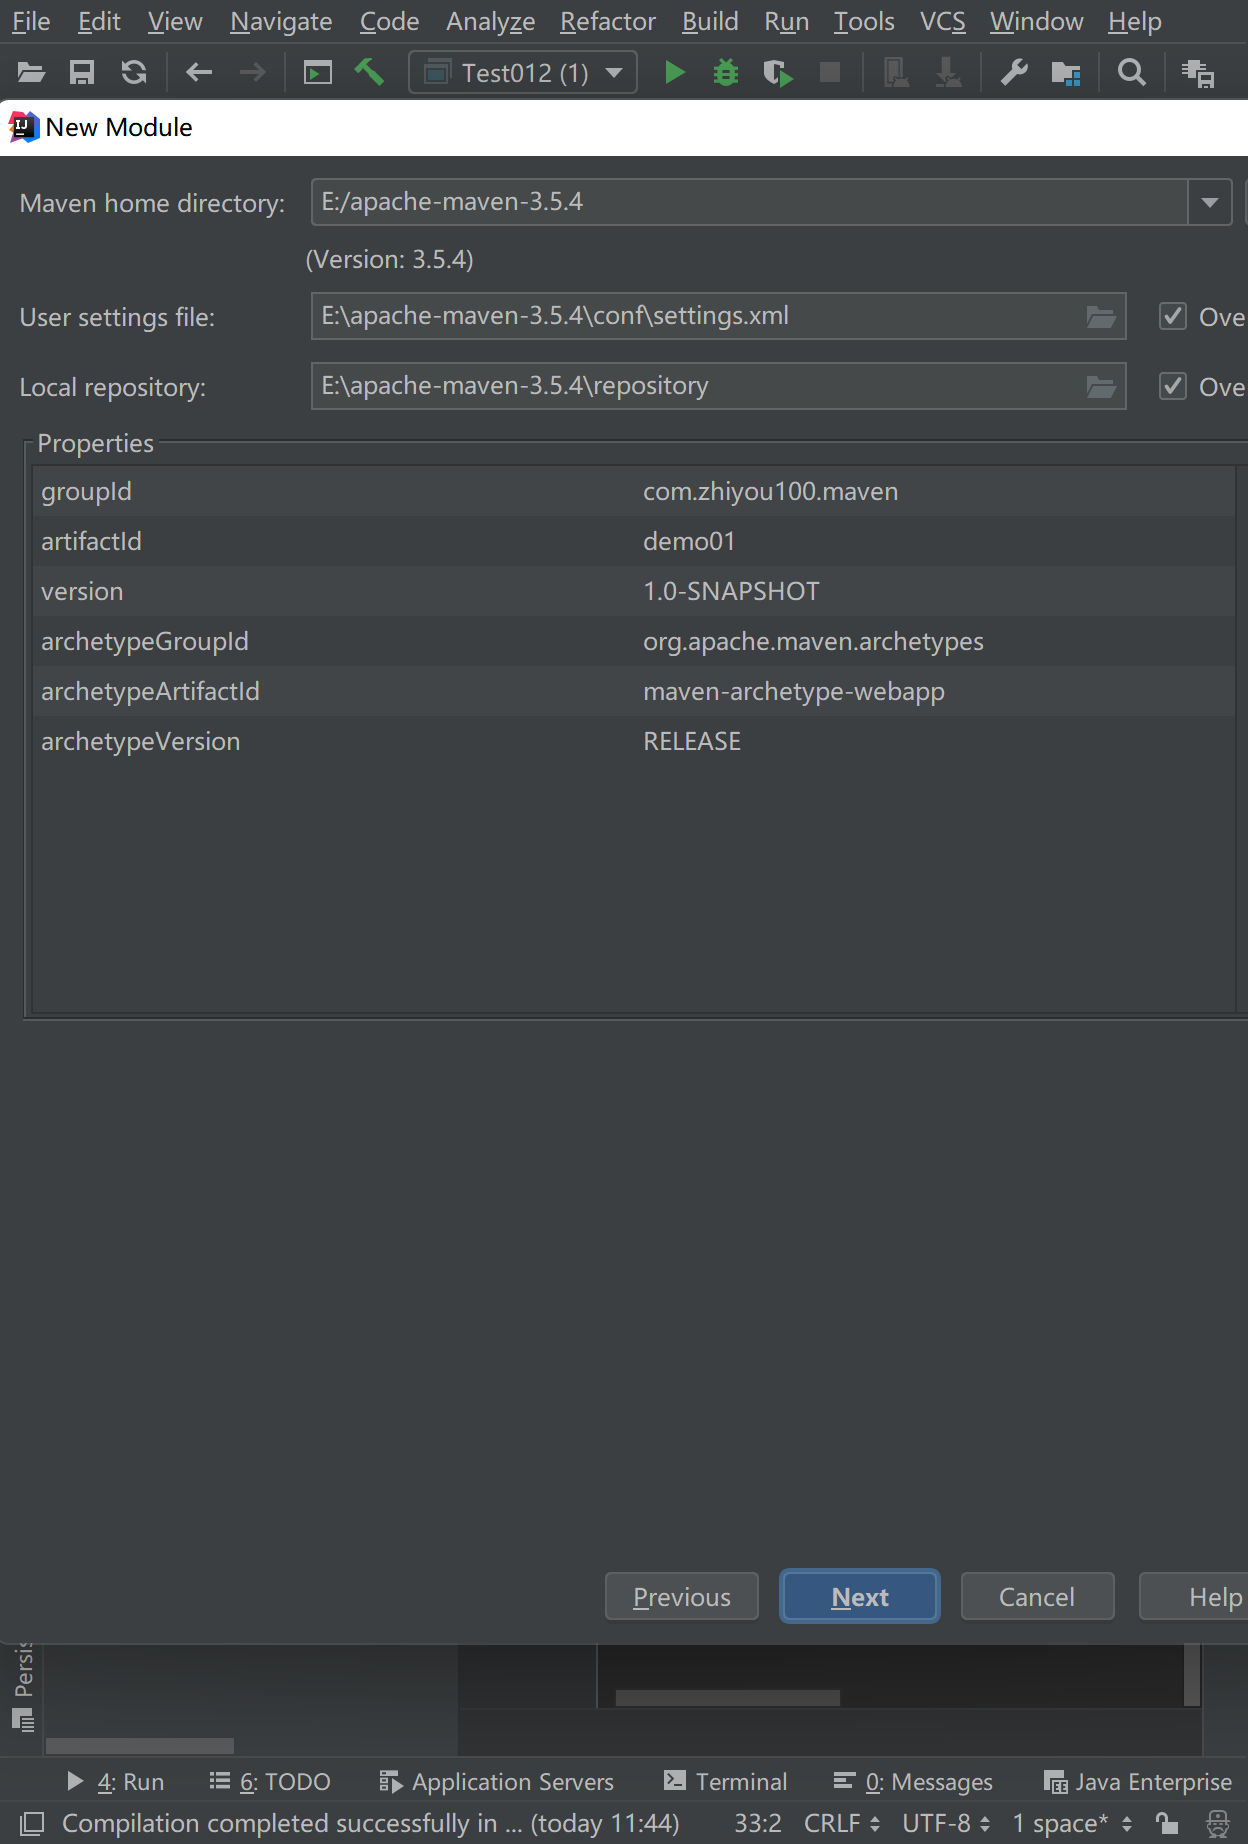 File Edit View Navigate Code Analyze Refactor Build Run Tools VCS Window Help
Test012 (1)
New Module
Maven home directory: E:/apache-maven-3.5.4
(Version: 3.5.4)
User settings file: E:\apache-maven-3.5.4\conf\settings.xml Ove
Local repository: E:\apache-maven-3.5.4\repository Ove
Properties
groupId com.zhiyou100.maven
artifactId demo01
version 1.0-SNAPSHOT
archetypeGroupId org.apache.maven.archetypes
archetypeArtifactId maven-archetype-webapp
archetypeVersion RELEASE
Previous Next Cancel Help
Persis
4: Run 6: TODO Application Servers Terminal 0: Messages Java Enterprise
Compilation completed successfully in ... (today 11:44) 33:2 CRLF UTF-8 1 space*